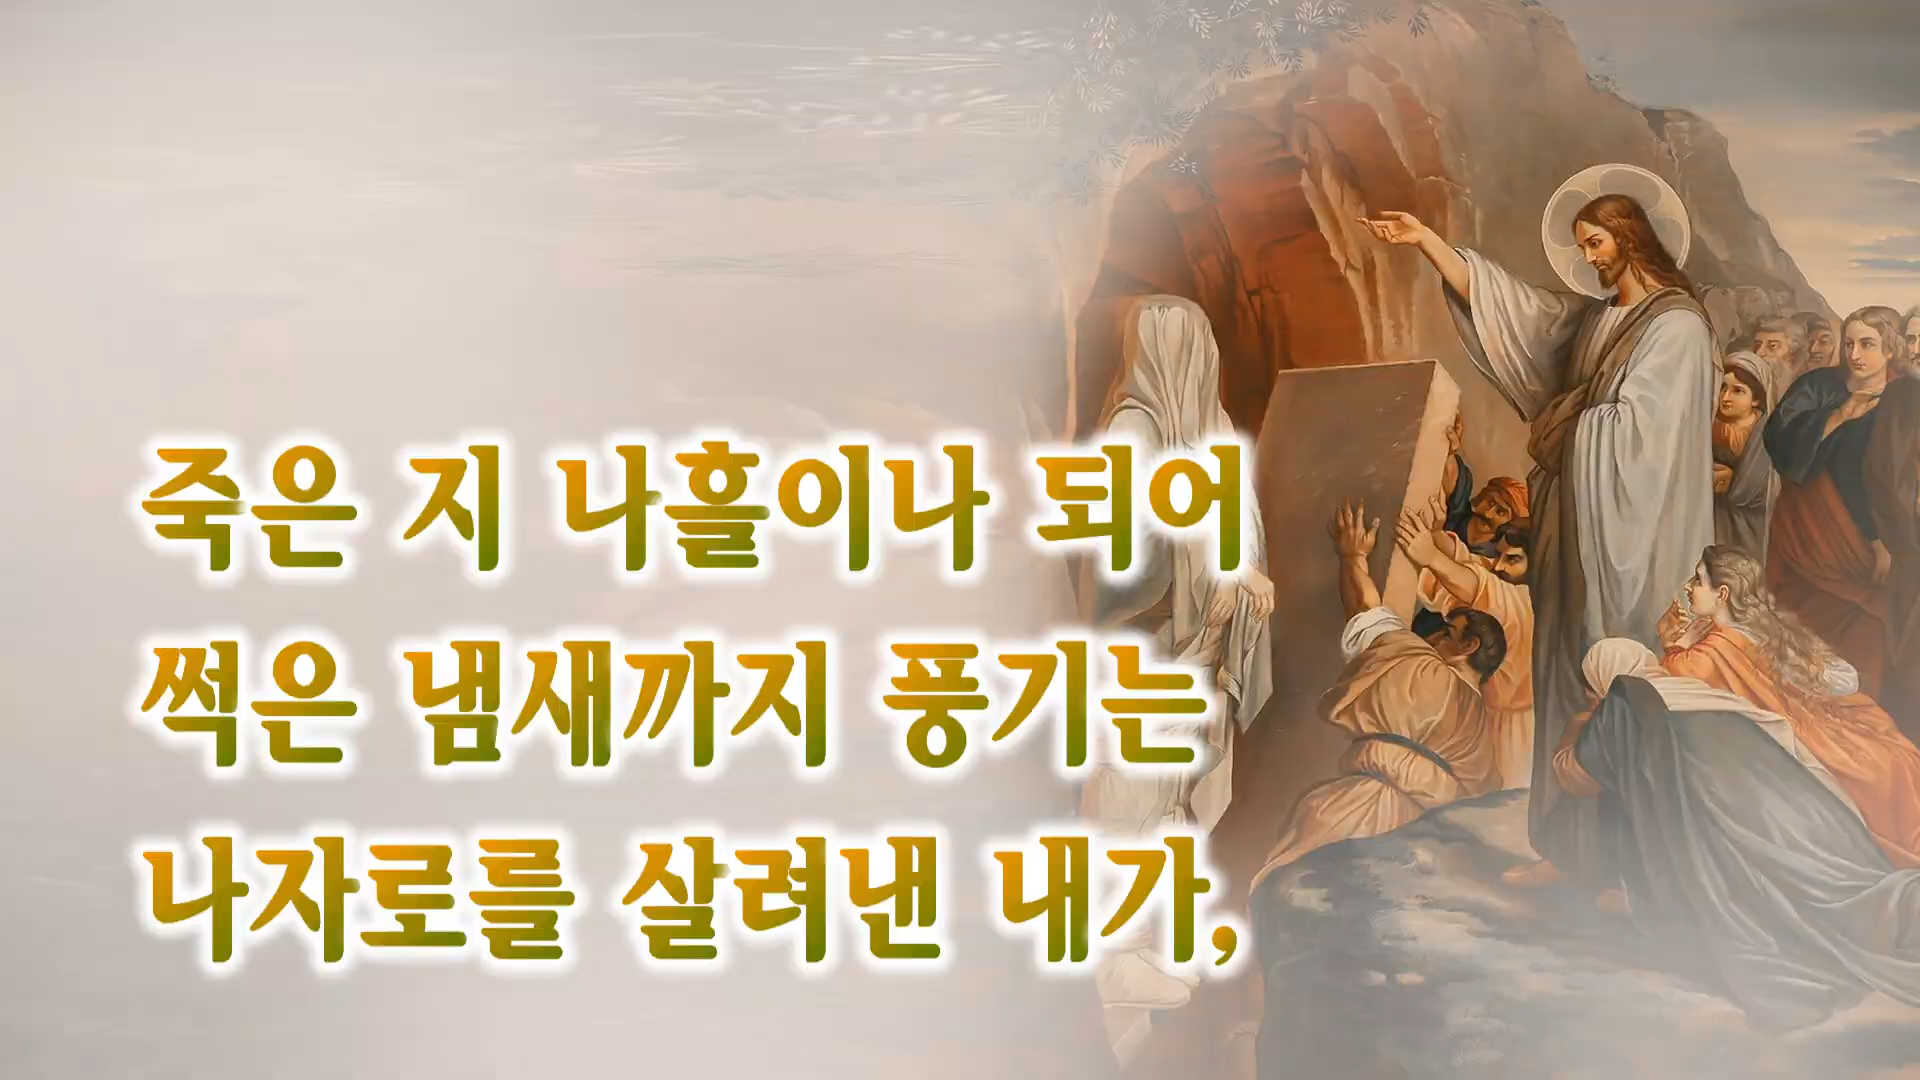 죽은 지 나흘이나 되어
썩은 냄새까지 풍기는
나자로를 살려낸 내가,